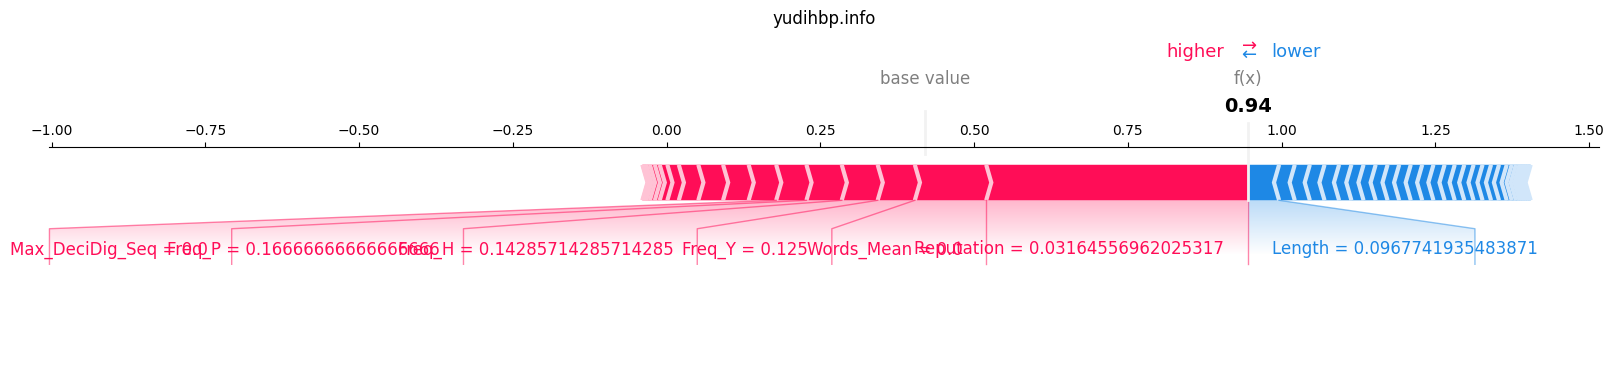 yudihbp.info
higher ⇄ lower
base value f(x)
0.94
−1.00 −0.75 −0.50 −0.25 0.00 0.25 0.50 0.75 1.00 1.25 1.50
Max_DeciDig_Seq = 0.0 Freq_P = 0.16666666666666666 Freq_H = 0.14285714285714285 Freq_Y = 0.125 Words_Mean = 0.0 Reputation = 0.03164556962025317 Length = 0.0967741935483871